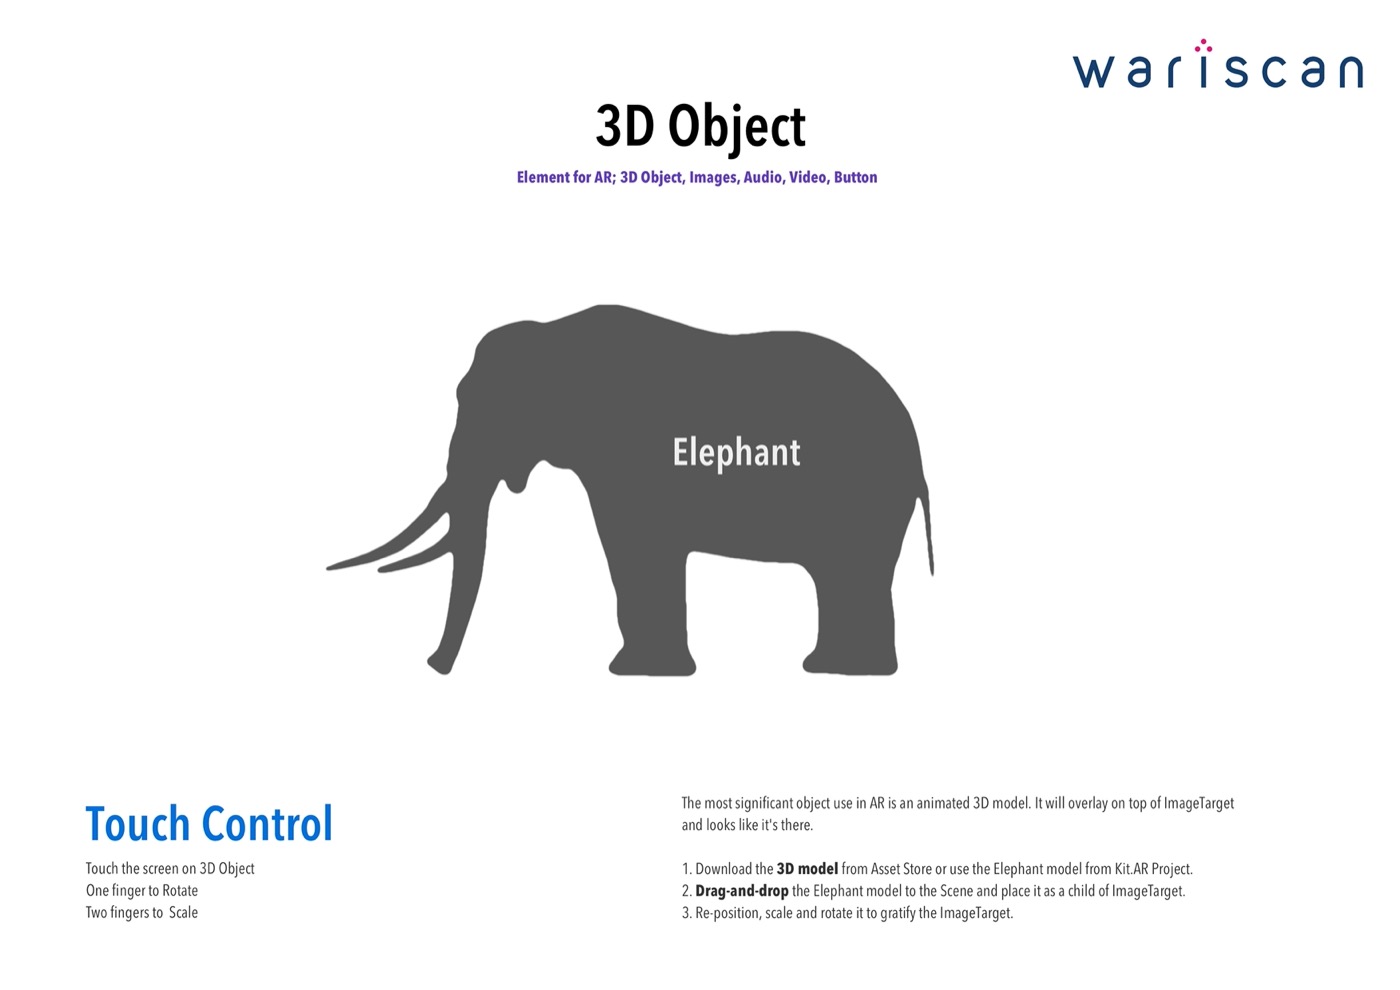 wariscan
3D Object
Element for AR; 3D Object, Images, Audio, Video, Button
Elephant
Touch Control
Touch the screen on 3D Object
One finger to Rotate
Two fingers to  Scale
The most significant object use in AR is an animated 3D model. It will overlay on top of ImageTarget
and looks like it's there.
1. Download the 3D model from Asset Store or use the Elephant model from Kit.AR Project.
2. Drag-and-drop the Elephant model to the Scene and place it as a child of ImageTarget.
3. Re-position, scale and rotate it to gratify the ImageTarget.